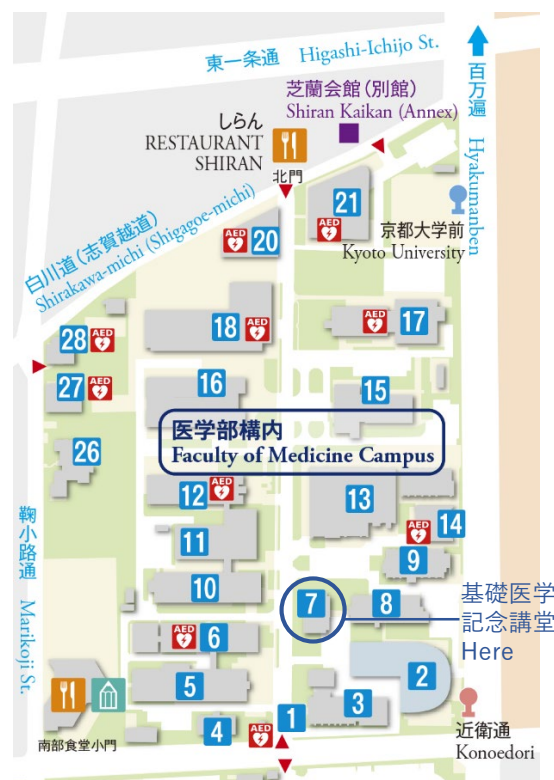 東一条通 Higashi-Ichijo St.
百万遍 Hyakumanben
芝蘭会館（別館）
Shiran Kaikan (Annex)
しらん
RESTAURANT
SHIRAN
北門
白川道（志賀越道）
Shirakawa-michi (Shigagoe-michi)
AED
20
AED
21
京都大学前
Kyoto University
18
AED
AED
17
28
AED
27
AED
16
15
医学部構内
Faculty of Medicine Campus
26
12
AED
13
AED
14
11
9
10
7
8
基礎医学
記念講堂
Here
鞠小路通 Marikoji St.
AED
6
5
2
1
3
4
AED
南部食堂小門
近衛通
Konoedori